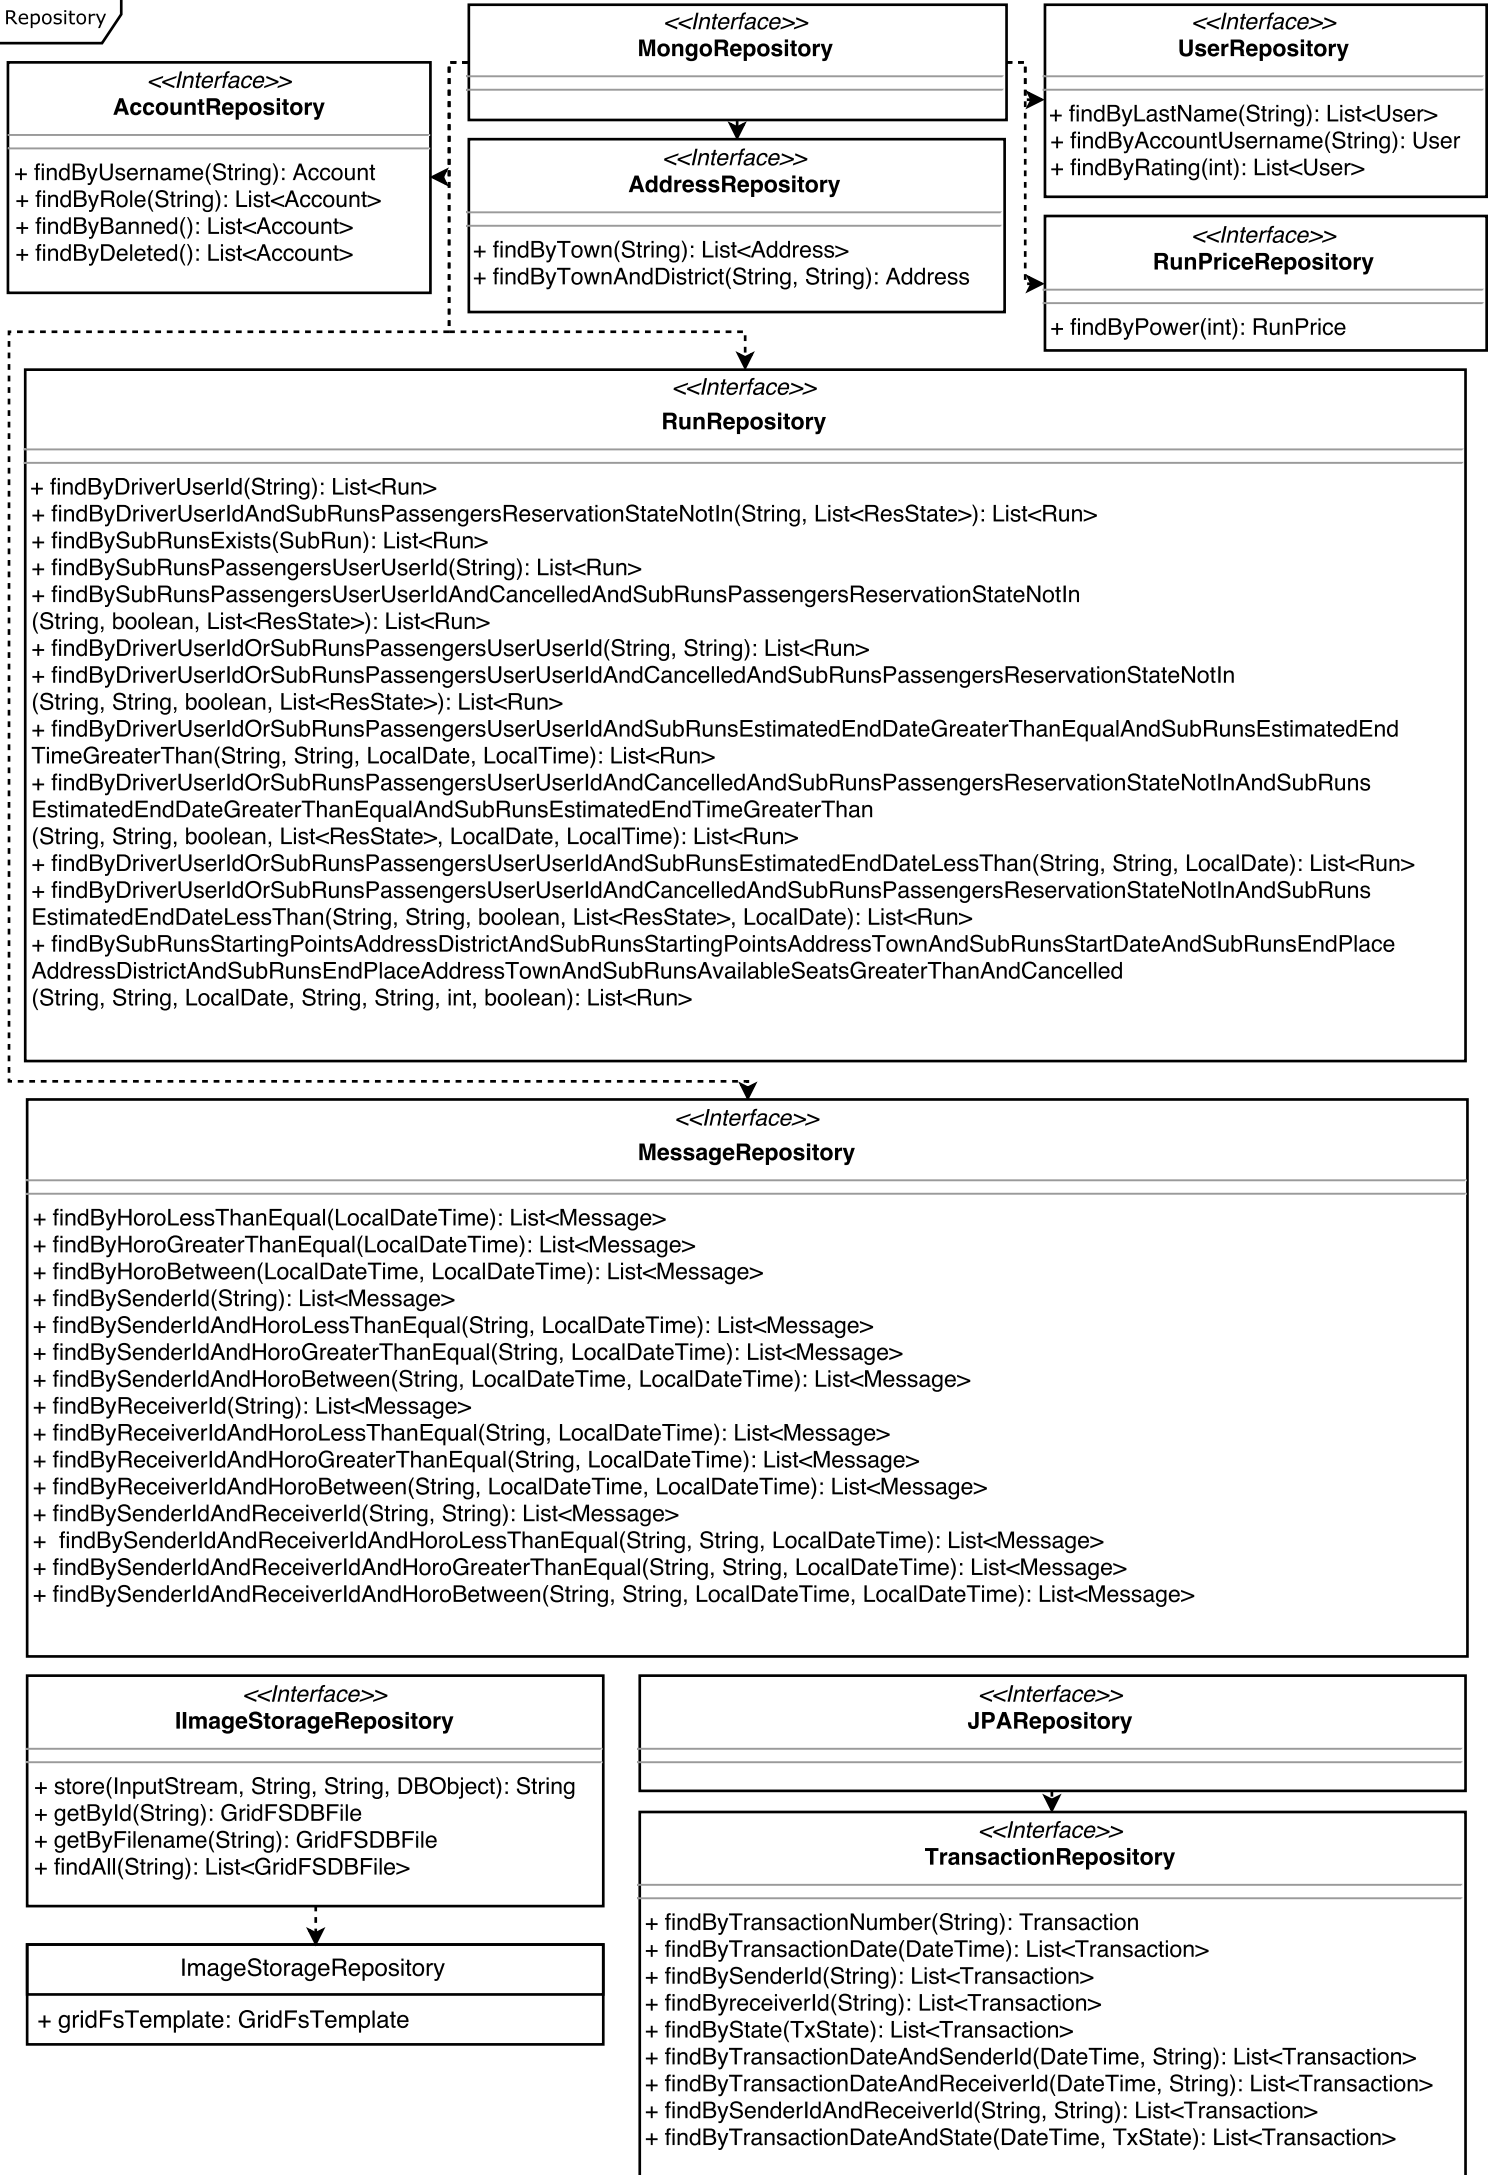 Repository
<<Interface>>
MongoRepository
<<Interface>>
UserRepository
+ findByLastName(String): List<User>
+ findByAccountUsername(String): User
+ findByRating(int): List<User>
<<Interface>>
AccountRepository
+ findByUsername(String): Account
+ findByRole(String): List<Account>
+ findByBanned(): List<Account>
+ findByDeleted(): List<Account>
<<Interface>>
AddressRepository
+ findByTown(String): List<Address>
+ findByTownAndDistrict(String, String): Address
<<Interface>>
RunPriceRepository
+ findByPower(int): RunPrice
<<Interface>>
RunRepository
+ findByDriverUserId(String): List<Run>
+ findByDriverUserIdAndSubRunsPassengersReservationStateNotIn(String, List<ResState>): List<Run>
+ findBySubRunsExists(SubRun): List<Run>
+ findBySubRunsPassengersUserUserId(String): List<Run>
+ findBySubRunsPassengersUserUserIdAndCancelledAndSubRunsPassengersReservationStateNotIn
(String, boolean, List<ResState>): List<Run>
+ findByDriverUserIdOrSubRunsPassengersUserUserId(String, String): List<Run>
+ findByDriverUserIdOrSubRunsPassengersUserUserIdAndCancelledAndSubRunsPassengersReservationStateNotIn
(String, String, boolean, List<ResState>): List<Run>
+ findByDriverUserIdOrSubRunsPassengersUserUserIdAndSubRunsEstimatedEndDateGreaterThanEqualAndSubRunsEstimatedEnd
TimeGreaterThan(String, String, LocalDate, LocalTime): List<Run>
+ findByDriverUserIdOrSubRunsPassengersUserUserIdAndCancelledAndSubRunsPassengersReservationStateNotInAndSubRuns
EstimatedEndDateGreaterThanEqualAndSubRunsEstimatedEndTimeGreaterThan
(String, String, boolean, List<ResState>, LocalDate, LocalTime): List<Run>
+ findByDriverUserIdOrSubRunsPassengersUserUserIdAndSubRunsEstimatedEndDateLessThan(String, String, LocalDate): List<Run>
+ findByDriverUserIdOrSubRunsPassengersUserUserIdAndCancelledAndSubRunsPassengersReservationStateNotInAndSubRuns
EstimatedEndDateLessThan(String, String, boolean, List<ResState>, LocalDate): List<Run>
+ findBySubRunsStartingPointsAddressDistrictAndSubRunsStartingPointsAddressTownAndSubRunsStartDateAndSubRunsEndPlace
AddressDistrictAndSubRunsEndPlaceAddressTownAndSubRunsAvailableSeatsGreaterThanAndCancelled
(String, String, LocalDate, String, String, int, boolean): List<Run>
<<Interface>>
MessageRepository
+ findByHoroLessThanEqual(LocalDateTime): List<Message>
+ findByHoroGreaterThanEqual(LocalDateTime): List<Message>
+ findByHoroBetween(LocalDateTime, LocalDateTime): List<Message>
+ findBySenderId(String): List<Message>
+ findBySenderIdAndHoroLessThanEqual(String, LocalDateTime): List<Message>
+ findBySenderIdAndHoroGreaterThanEqual(String, LocalDateTime): List<Message>
+ findBySenderIdAndHoroBetween(String, LocalDateTime, LocalDateTime): List<Message>
+ findByReceiverId(String): List<Message>
+ findByReceiverIdAndHoroLessThanEqual(String, LocalDateTime): List<Message>
+ findByReceiverIdAndHoroGreaterThanEqual(String, LocalDateTime): List<Message>
+ findByReceiverIdAndHoroBetween(String, LocalDateTime, LocalDateTime): List<Message>
+ findBySenderIdAndReceiverId(String, String): List<Message>
+ findBySenderIdAndReceiverIdAndHoroLessThanEqual(String, String, LocalDateTime): List<Message>
+ findBySenderIdAndReceiverIdAndHoroGreaterThanEqual(String, String, LocalDateTime): List<Message>
+ findBySenderIdAndReceiverIdAndHoroBetween(String, String, LocalDateTime, LocalDateTime): List<Message>
<<Interface>>
IImageStorageRepository
+ store(InputStream, String, String, DBObject): String
+ getById(String): GridFSDBFile
+ getByFilename(String): GridFSDBFile
+ findAll(String): List<GridFSDBFile>
ImageStorageRepository
+ gridFsTemplate: GridFsTemplate
<<Interface>>
JPARepository
<<Interface>>
TransactionRepository
+ findByTransactionNumber(String): Transaction
+ findByTransactionDate(DateTime): List<Transaction>
+ findBySenderId(String): List<Transaction>
+ findByreceiverId(String): List<Transaction>
+ findByState(TxState): List<Transaction>
+ findByTransactionDateAndSenderId(DateTime, String): List<Transaction>
+ findByTransactionDateAndReceiverId(DateTime, String): List<Transaction>
+ findBySenderIdAndReceiverId(String, String): List<Transaction>
+ findByTransactionDateAndState(DateTime, TxState): List<Transaction>